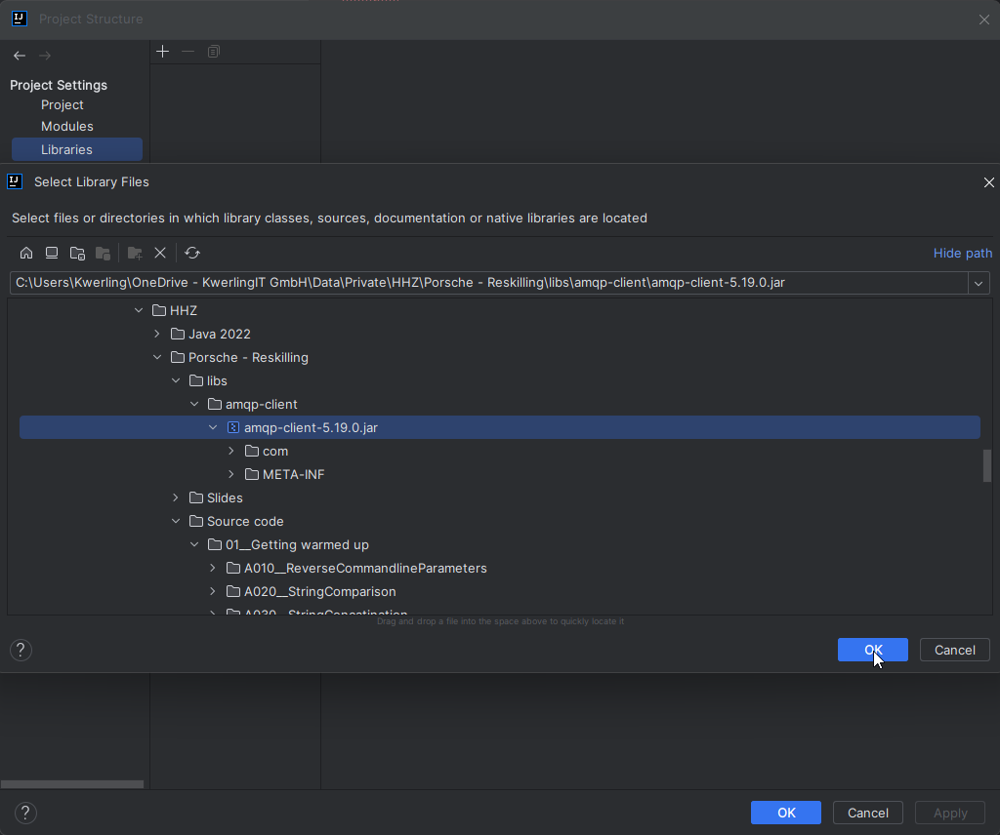 Project Structure
Project Settings
Project
Modules
Libraries
Select Library Files
Select files or directories in which library classes, sources, documentation or native libraries are located
Hide path
C:\Users\Kwerling\OneDrive - KwerlingIT GmbH\Data\Private\HHZ\Porsche - Reskilling\libs\amqp-client\amqp-client-5.19.0.jar
HHZ
Java 2022
Porsche - Reskilling
libs
amqp-client
amqp-client-5.19.0.jar
com
META-INF
Slides
Source code
01__Getting warmed up
A010__ReverseCommandlineParameters
A020__StringComparison
A030__StringConcatination
Drag and drop a file into the space above to quickly locate it
? OK Cancel
? OK Cancel Apply